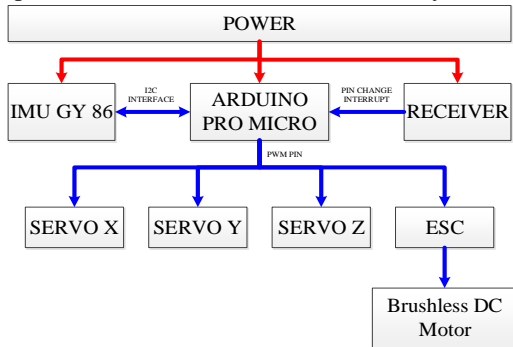 POWER
I2C
INTERFACE
PIN CHANGE
INTERRUPT
IMU GY 86
ARDUINO
PRO MICRO
RECEIVER
PWM PIN
SERVO X
SERVO Y
SERVO Z
ESC
Brushless DC
Motor